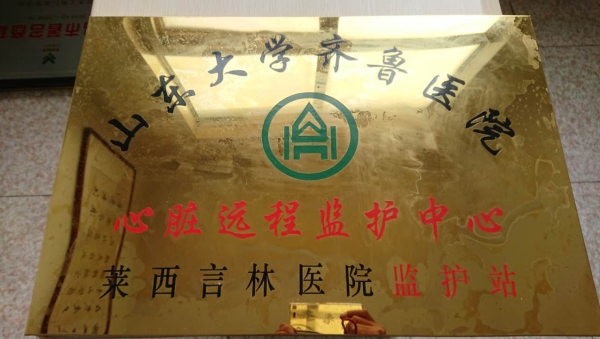 山东大学齐鲁医院
心脏远程监护中心
莱西言林医院监护站